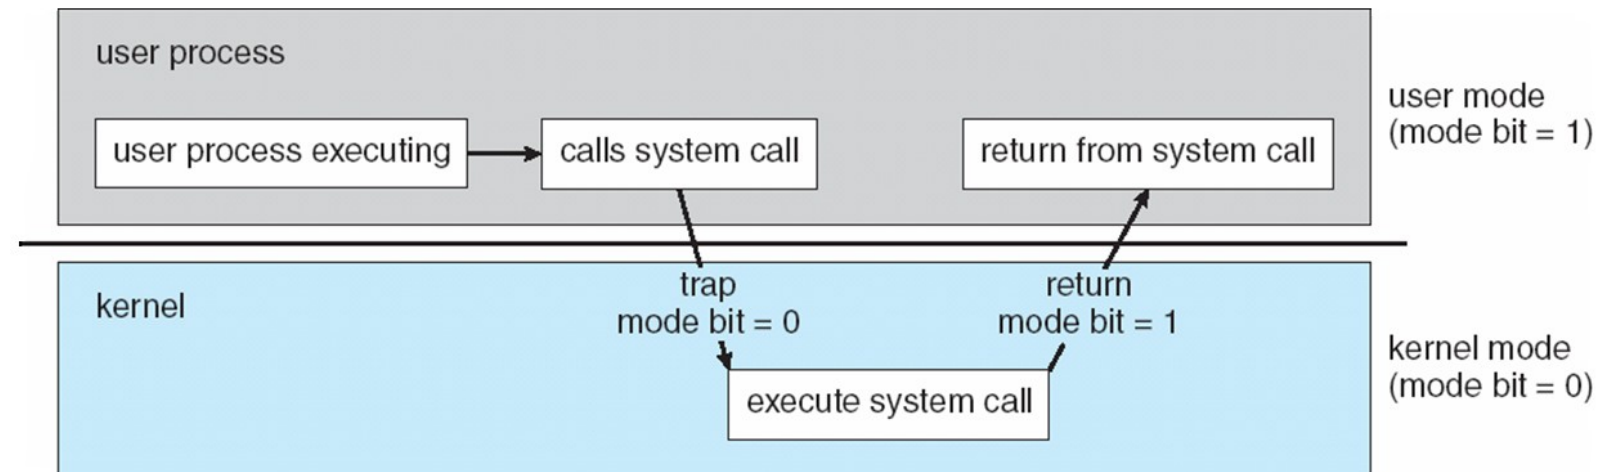 user process
user process executing
calls system call
return from system call
user mode
(mode bit = 1)
kernel
trap
mode bit = 0
return
mode bit = 1
execute system call
kernel mode
(mode bit = 0)